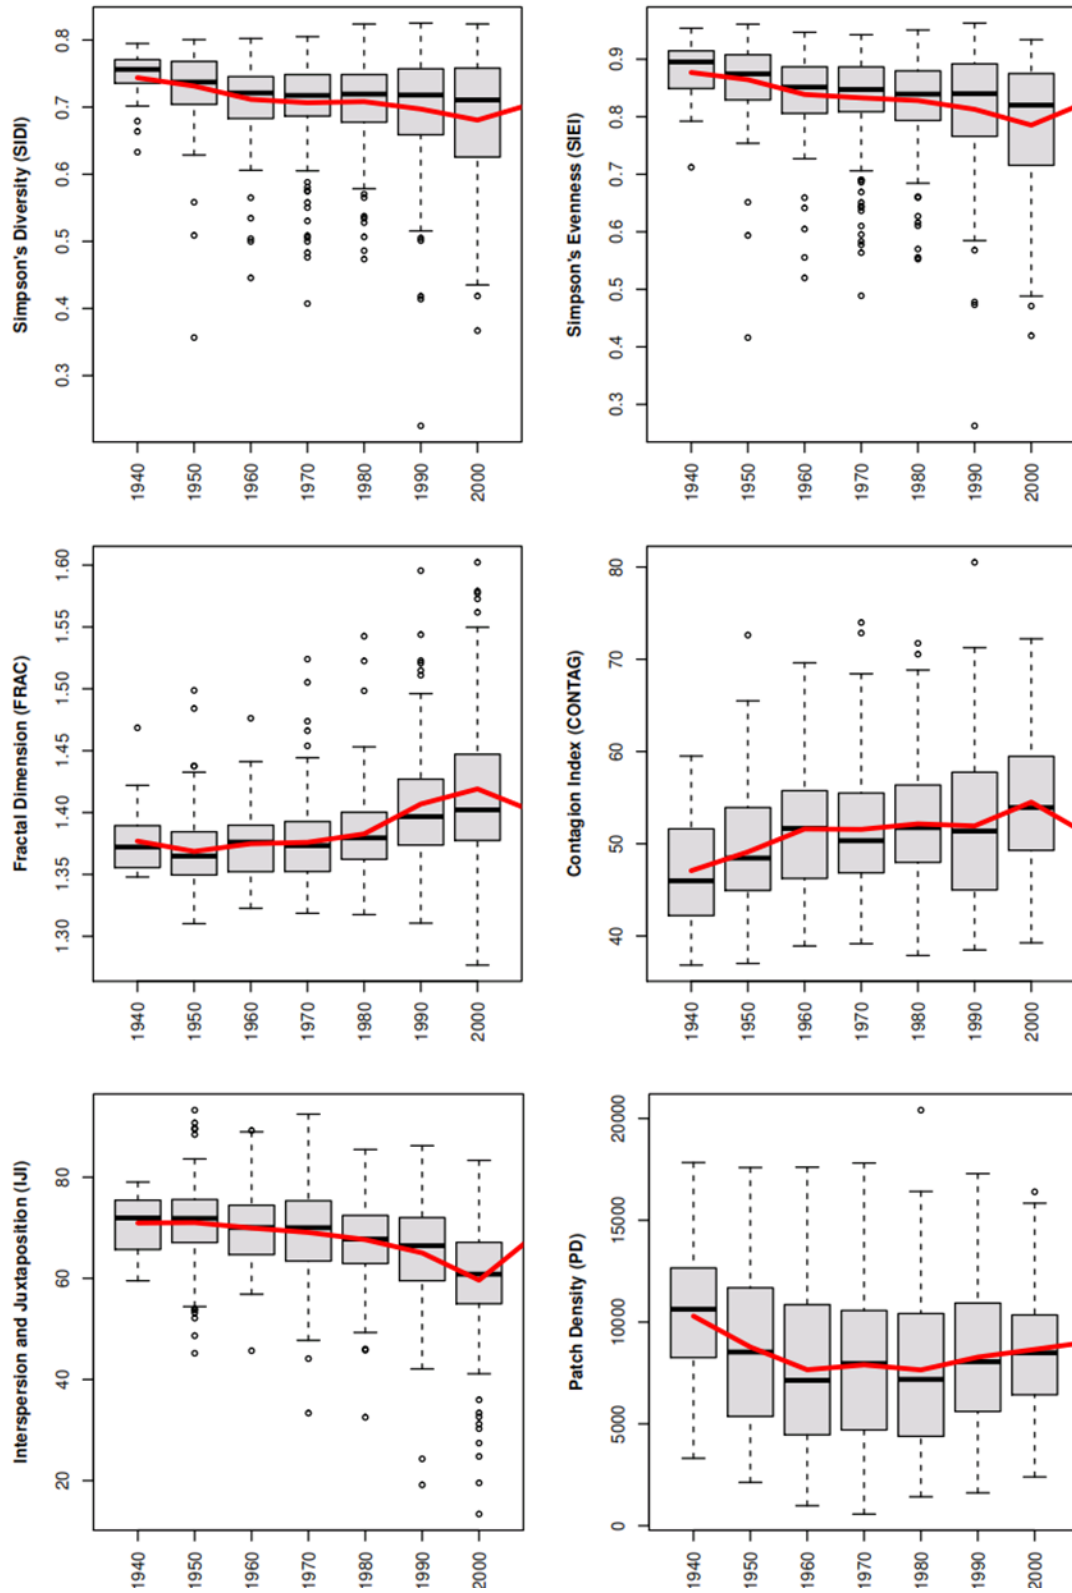 Simpson's Diversity (SIDI)
0.3 0.4 0.5 0.6 0.7 0.8
1940 1950 1960 1970 1980 1990 2000
Simpson's Evenness (SIEI)
0.3 0.4 0.5 0.6 0.7 0.8 0.9
1940 1950 1960 1970 1980 1990 2000
Fractal Dimension (FRAC)
1.30 1.35 1.40 1.45 1.50 1.55 1.60
1940 1950 1960 1970 1980 1990 2000
Contagion Index (CONTAG)
40 50 60 70 80
1940 1950 1960 1970 1980 1990 2000
Interspersion and Juxtaposition (IJI)
20 40 60 80
1940 1950 1960 1970 1980 1990 2000
Patch Density (PD)
0 5000 10000 15000 20000
1940 1950 1960 1970 1980 1990 2000